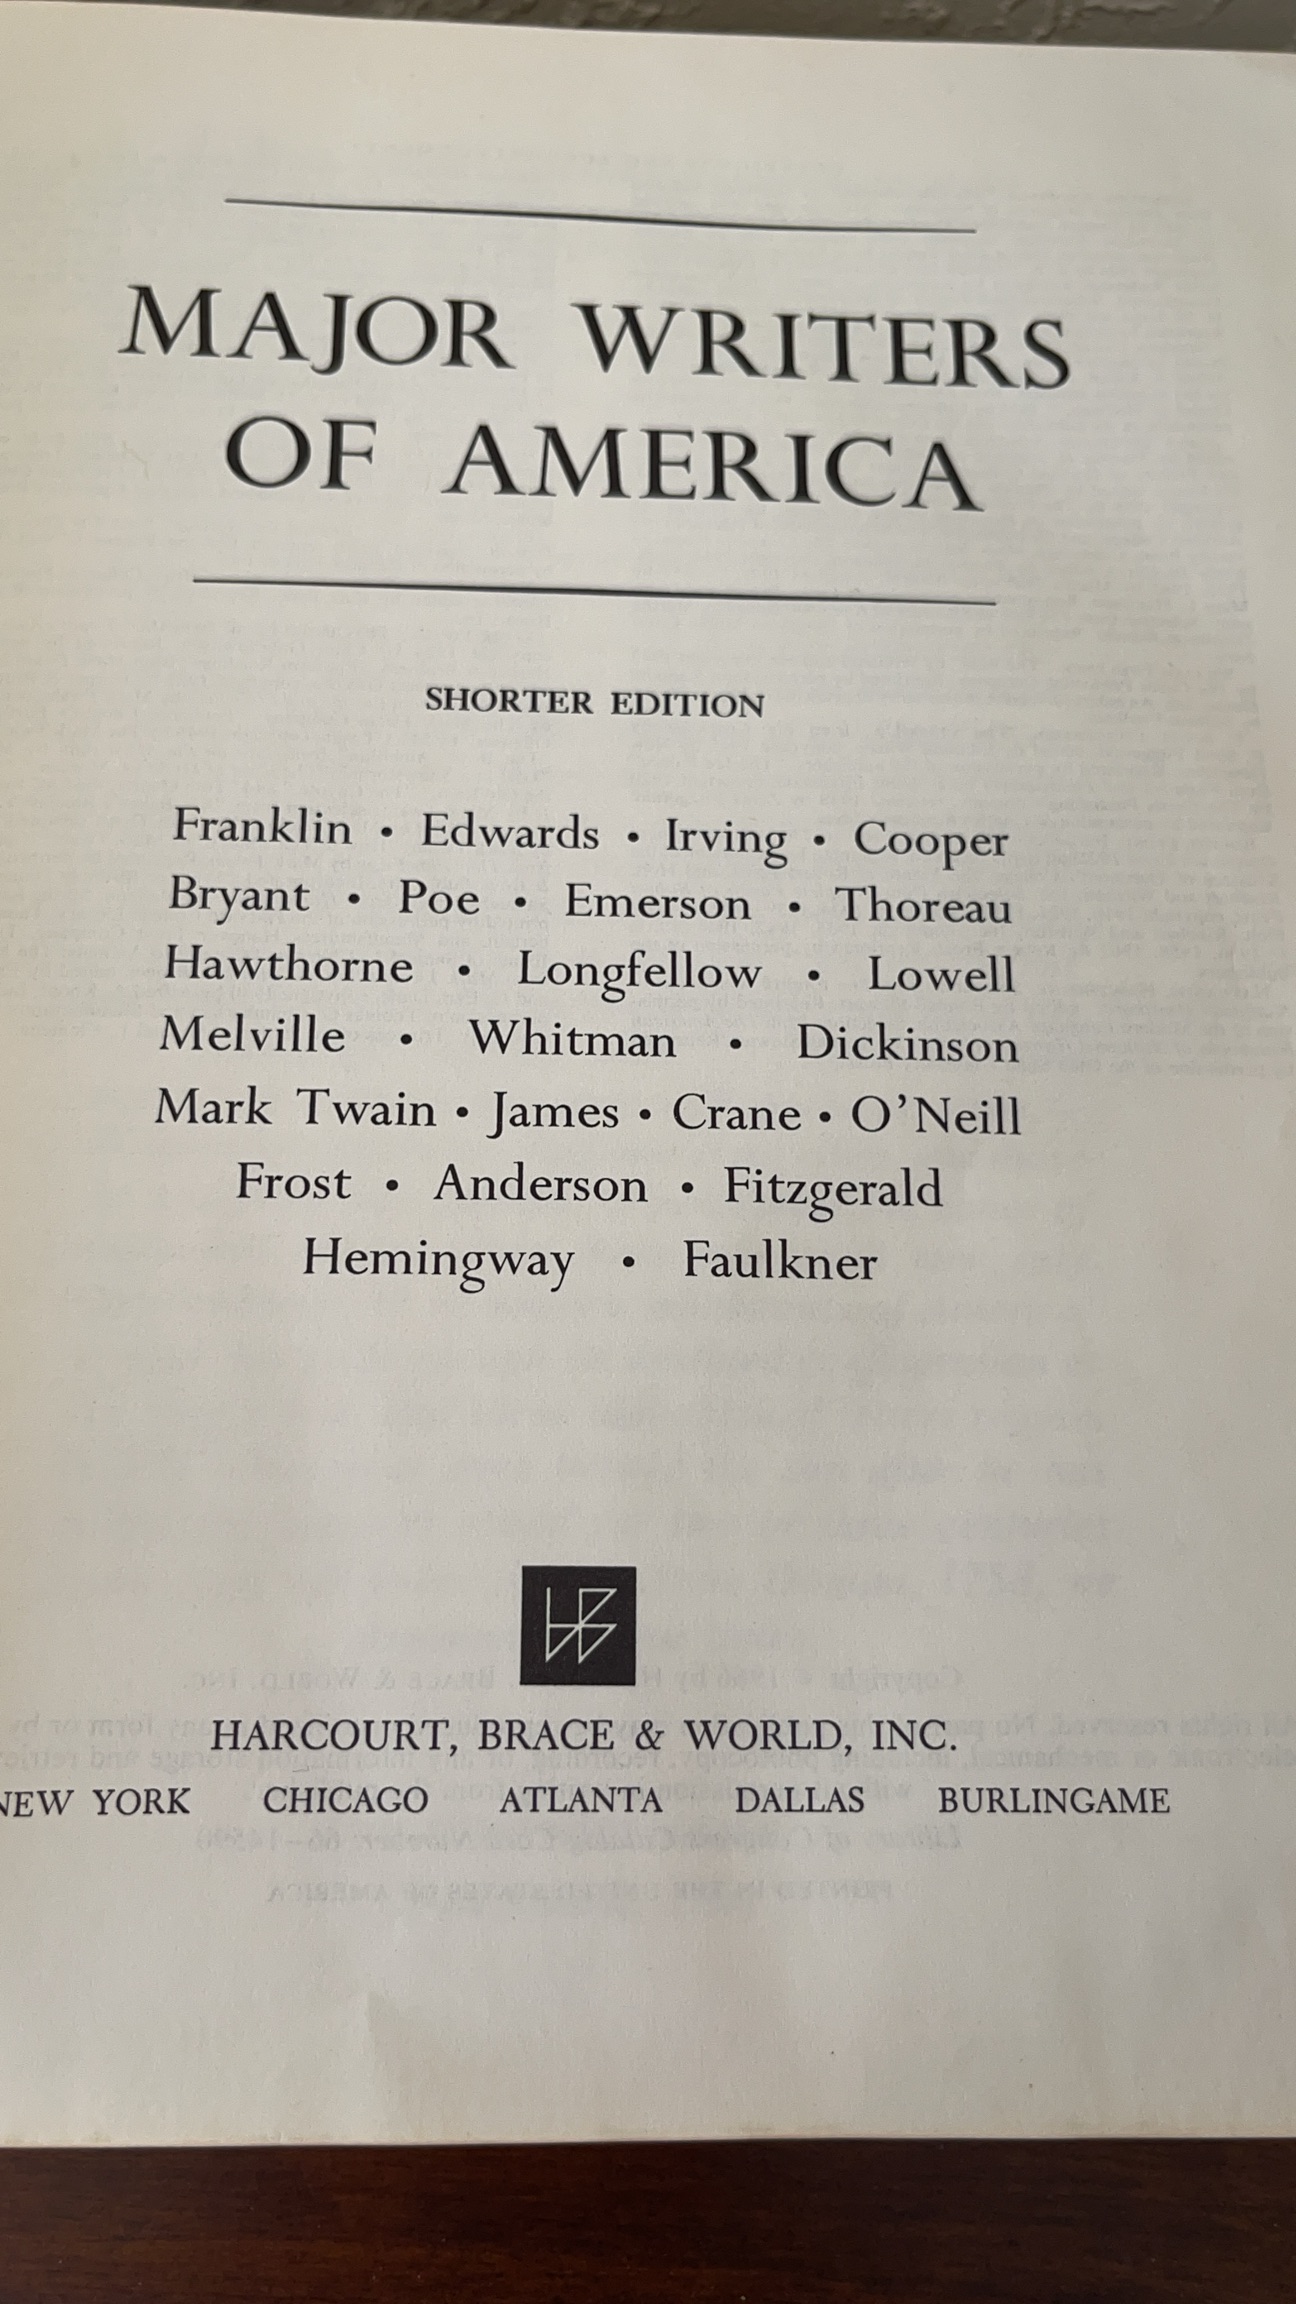 MAJOR WRITERS
OF AMERICA
SHORTER EDITION
Franklin • Edwards • Irving • Cooper
Bryant • Poe • Emerson • Thoreau
Hawthorne • Longfellow • Lowell
Melville • Whitman • Dickinson
Mark Twain • James • Crane • O’Neill
Frost • Anderson • Fitzgerald
Hemingway • Faulkner
HARCOURT, BRACE & WORLD, INC.
NEW YORK CHICAGO ATLANTA DALLAS BURLINGAME